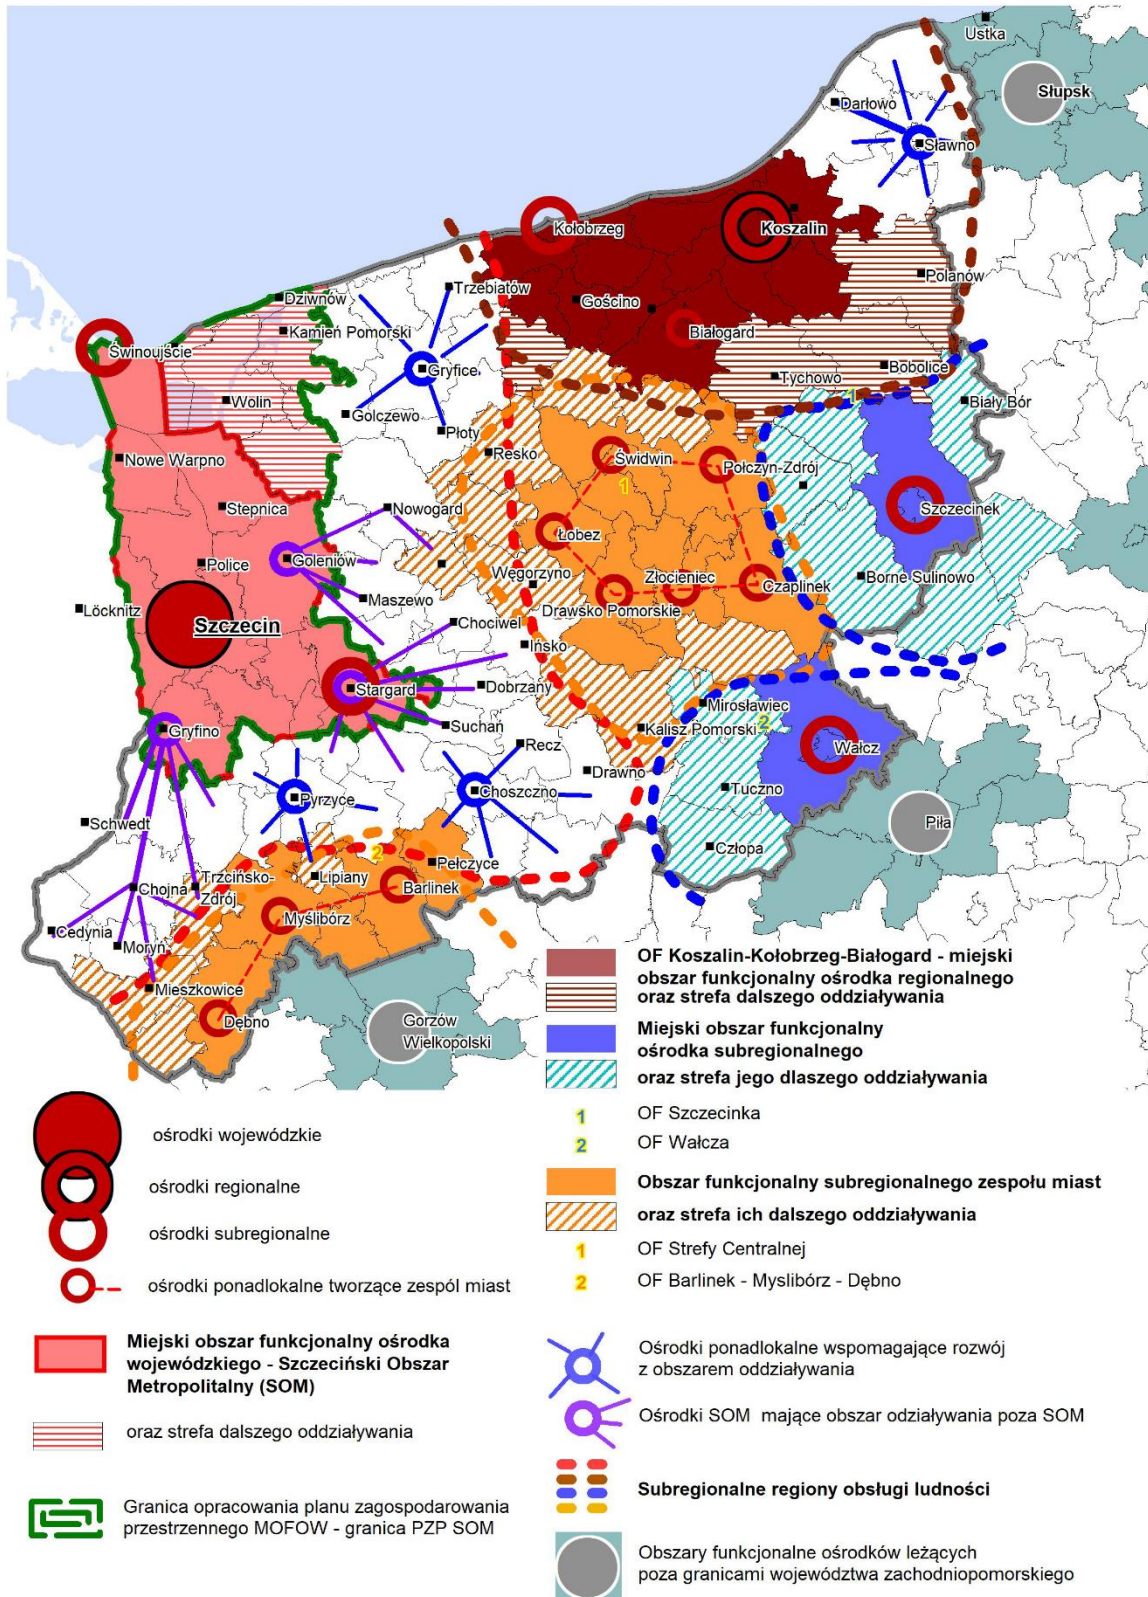 Ustka
Słupsk
Darłowo
Sławno
Kołobrzeg
Koszalin
Polanów
Trzebiatów
Gościno
Dziwnów
Kamień Pomorski
Białogard
Świnoujście
Gryfice
Bobolice
Tychowo
1
Biały Bór
Wolin
Golczewo
Płoty
Resko
Świdwin
Połczyn-Zdrój
Nowe Warpno
1
Stepnica
Nowogard
Szczecinek
Łobez
Goleniów
Police
Węgorzyno
Złocieniec
Czaplinek
Borne Sulinowo
Löcknitz
Maszewo
Drawsko Pomorskie
Szczecin
Chociwel
Ińsko
Stargard
Dobrzany
Mirosławiec
2
Gryfino
Suchań
Kalisz Pomorski
Recz
Wałcz
Drawno
Pyrzyce
Choszczno
Tuczno
Schwedt
Piła
2
Człopa
Pełczyce
Trzcińsko-
Zdrój
Lipiany
Chojna
Barlinek
Myślibórz
Cedynia
Moryń
Mieszkowice
Dębno
Gorzów
Wielkopolski
OF Koszalin-Kołobrzeg-Białogard - miejski
obszar funkcjonalny ośrodka regionalnego
oraz strefa dalszego oddziaływania
Miejski obszar funkcjonalny
ośrodka subregionalnego
oraz strefa jego dlaszego oddziaływania
1 OF Szczecinka
2 OF Wałcza
Obszar funkcjonalny subregionalnego zespołu miast
oraz strefa ich dalszego oddziaływania
1 OF Strefy Centralnej
2 OF Barlinek - Myslibórz - Dębno
ośrodki wojewódzkie
ośrodki regionalne
ośrodki subregionalne
ośrodki ponadlokalne tworzące zespól miast
Miejski obszar funkcjonalny ośrodka
wojewódzkiego - Szczeciński Obszar
Metropolitalny (SOM)
oraz strefa dalszego oddziaływania
Granica opracowania planu zagospodarowania
przestrzennego MOFOW - granica PZP SOM
Ośrodki ponadlokalne wspomagające rozwój
z obszarem oddziaływania
Ośrodki SOM mające obszar odziaływania poza SOM
Subregionalne regiony obsługi ludności
Obszary funkcjonalne ośrodków leżących
poza granicami województwa zachodniopomorskiego